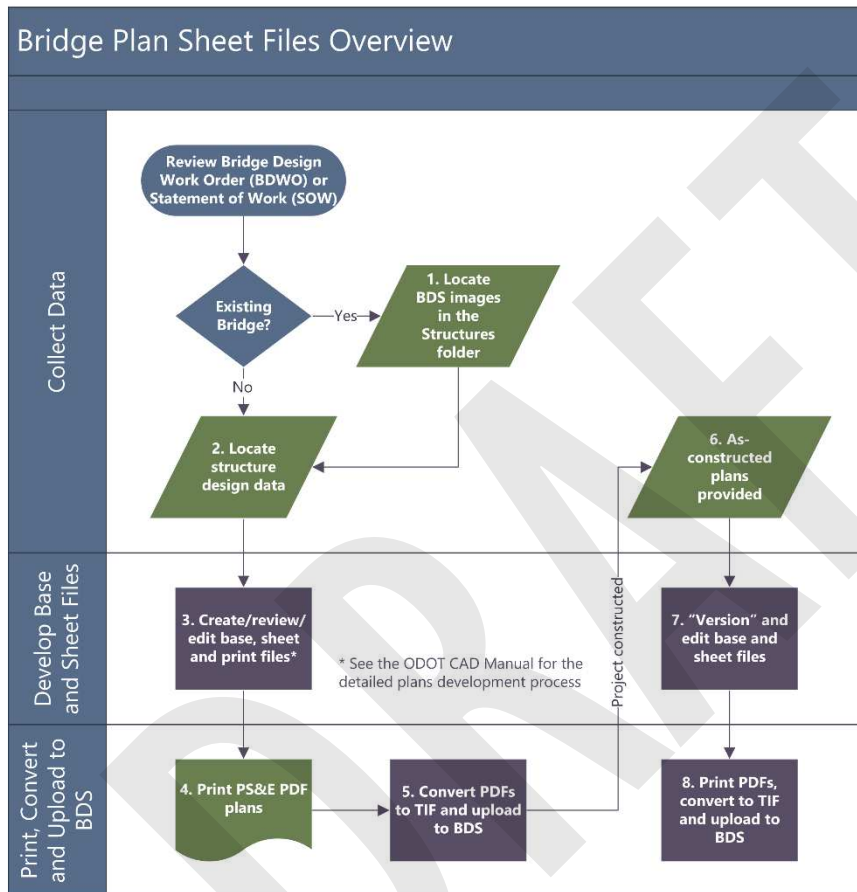 Bridge Plan Sheet Files Overview
Collect Data
Review Bridge Design
Work Order (BDWO) or
Statement of Work (SOW)
Existing
Bridge?
Yes
No
1. Locate
BDS images
in the
Structures
folder
2. Locate
structure
design data
6. As-
constructed
plans
provided
Develop Base
and Sheet Files
3. Create/review/
edit base, sheet
and print files*
* See the ODOT CAD Manual for the
detailed plans development process
Project constructed
7. “Version” and
edit base and
sheet files
Print, Convert
and Upload to
BDS
4. Print PS&E PDF
plans
5. Convert PDFs
to TIF and upload
to BDS
8. Print PDFs,
convert to TIF
and upload to
BDS
DRAFT